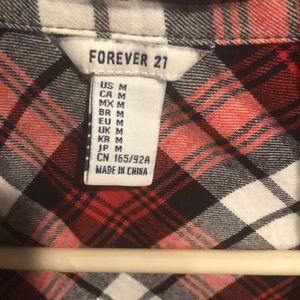 FOREVER 21
US M
CA M
MX M
BR M
EU M
UK M
KR M
JP M
CN 165/92A
MADE IN CHINA